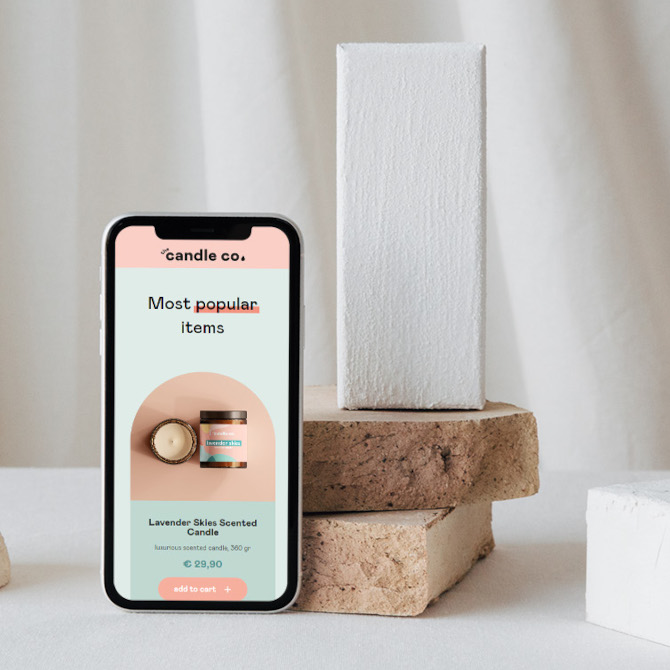 the candle co.
Most popular
items
lavender skies
Lavender Skies Scented
Candle
luxurious scented candle, 360 gr
€ 29,90
add to cart +